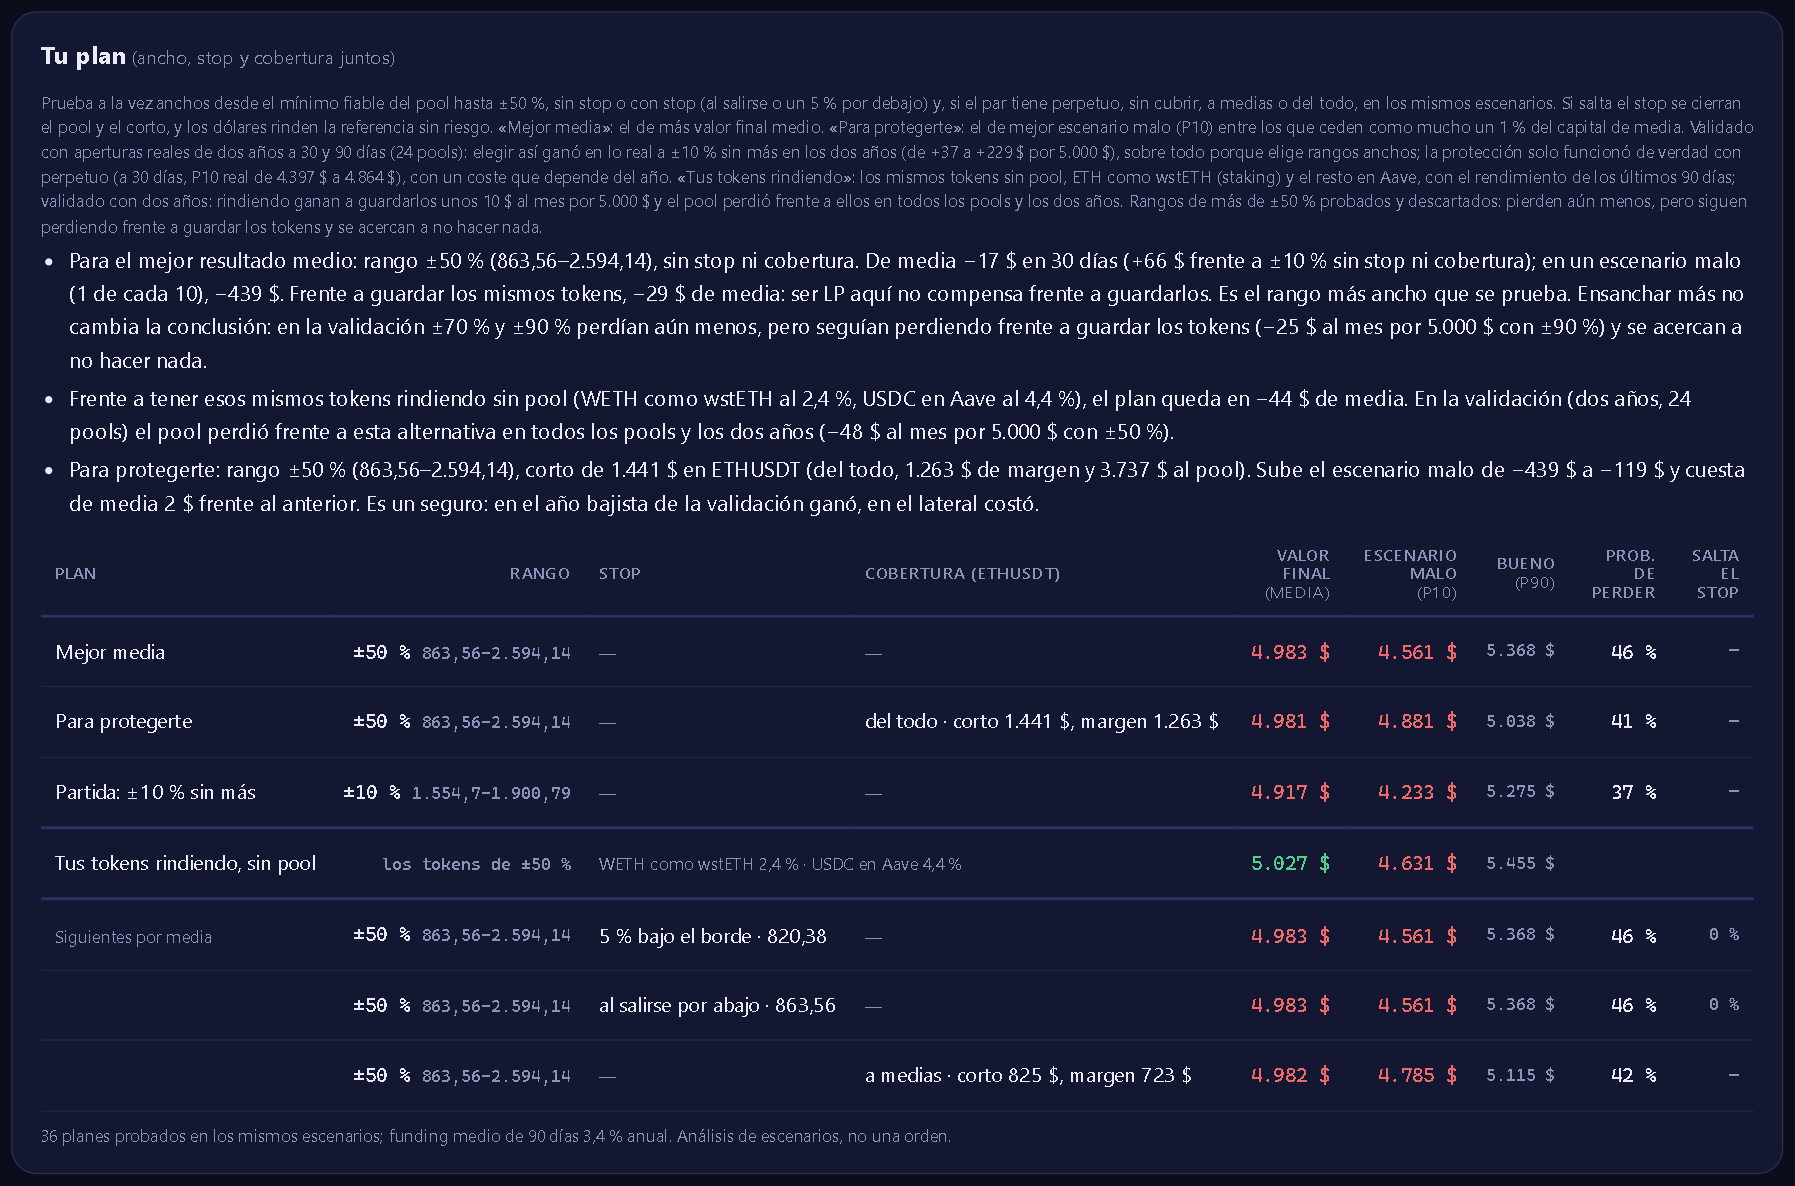 Tu plan (ancho, stop y cobertura juntos)
Prueba a la vez anchos desde el mínimo fiable del pool hasta ±50 %, sin stop o con stop (al salirse o un 5 % por debajo) y, si el par tiene perpetuo, sin cubrir, a medias o del todo, en los mismos escenarios. Si salta el stop se cierran
el pool y el corto, y los dólares rinden la referencia sin riesgo. «Mejor media»: el de más valor final medio. «Para protegerte»: el de mejor escenario malo (P10) entre los que ceden como mucho un 1 % del capital de media. Validado
con aperturas reales de dos años a 30 y 90 días (24 pools): elegir así ganó en lo real a ±10 % sin más en los dos años (de +37 a +229 $ por 5.000 $), sobre todo porque elige rangos anchos; la protección solo funcionó de verdad con
perpetuo (a 30 días, P10 real de 4.397 $ a 4.864 $), con un coste que depende del año. «Tus tokens rindiendo»: los mismos tokens sin pool, ETH como wstETH (staking) y el resto en Aave, con el rendimiento de los últimos 90 días;
validado con dos años: rindiendo ganan a guardarlos unos 10 $ al mes por 5.000 $ y el pool perdió frente a ellos en todos los pools y los dos años. Rangos de más de ±50 % probados y descartados: pierden aún menos, pero siguen
perdiendo frente a guardar los tokens y se acercan a no hacer nada.
• Para el mejor resultado medio: rango ±50 % (863,56–2.594,14), sin stop ni cobertura. De media −17 $ en 30 días (+66 $ frente a ±10 % sin stop ni cobertura); en un escenario malo
(1 de cada 10), −439 $. Frente a guardar los mismos tokens, −29 $ de media: ser LP aquí no compensa frente a guardarlos. Es el rango más ancho que se prueba. Ensanchar más no
cambia la conclusión: en la validación ±70 % y ±90 % perdían aún menos, pero seguían perdiendo frente a guardar los tokens (−25 $ al mes por 5.000 $ con ±90 %) y se acercan a
no hacer nada.
• Frente a tener esos mismos tokens rindiendo sin pool (WETH como wstETH al 2,4 %, USDC en Aave al 4,4 %), el plan queda en −44 $ de media. En la validación (dos años, 24
pools) el pool perdió frente a esta alternativa en todos los pools y los dos años (−48 $ al mes por 5.000 $ con ±50 %).
• Para protegerte: rango ±50 % (863,56–2.594,14), corto de 1.441 $ en ETHUSDT (del todo, 1.263 $ de margen y 3.737 $ al pool). Sube el escenario malo de −439 $ a −119 $ y cuesta
de media 2 $ frente al anterior. Es un seguro: en el año bajista de la validación ganó, en el lateral costó.
PLAN RANGO STOP COBERTURA (ETHUSDT) VALOR FINAL (MEDIA) ESCENARIO MALO (P10) BUENO (P90) PROB. DE PERDER SALTA EL STOP
Mejor media ±50 % 863,56–2.594,14 — — 4.983 $ 4.561 $ 5.368 $ 46 % —
Para protegerte ±50 % 863,56–2.594,14 — del todo · corto 1.441 $, margen 1.263 $ 4.981 $ 4.881 $ 5.038 $ 41 % —
Partida: ±10 % sin más ±10 % 1.554,7–1.900,79 — — 4.917 $ 4.233 $ 5.275 $ 37 % —
Tus tokens rindiendo, sin pool los tokens de ±50 % WETH como wstETH 2,4 % · USDC en Aave 4,4 % 5.027 $ 4.631 $ 5.455 $
Siguientes por media ±50 % 863,56–2.594,14 5 % bajo el borde · 820,38 — 4.983 $ 4.561 $ 5.368 $ 46 % 0 %
±50 % 863,56–2.594,14 al salirse por abajo · 863,56 — 4.983 $ 4.561 $ 5.368 $ 46 % 0 %
±50 % 863,56–2.594,14 — a medias · corto 825 $, margen 723 $ 4.982 $ 4.785 $ 5.115 $ 42 % —
36 planes probados en los mismos escenarios; funding medio de 90 días 3,4 % anual. Análisis de escenarios, no una orden.